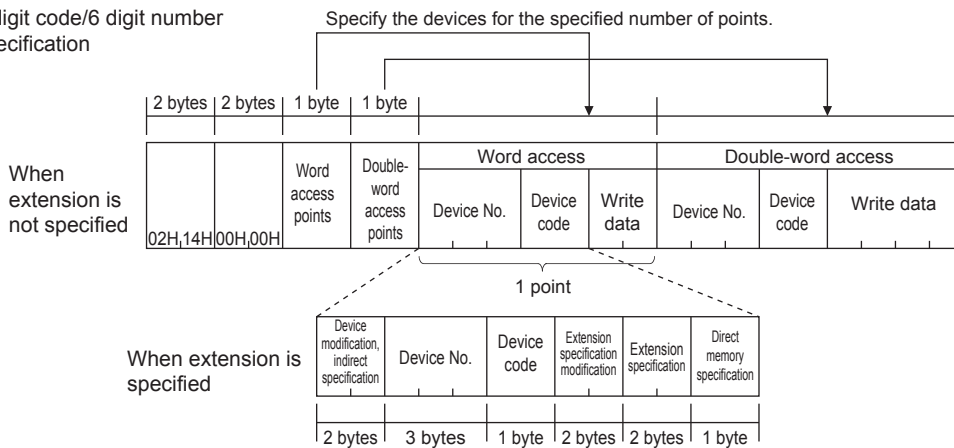 digit code/6 digit number
ecification
Specify the devices for the specified number of points.
2 bytes 2 bytes 1 byte 1 byte
When
extension is
not specified
02H 14H 00H 00H
Word
access
points
Double-
word
access
points
Word access
Device No.
Device
code
Write
data
Double-word access
Device No.
Device
code
Write data
1 point
When extension is
specified
Device
modification,
indirect
specification
Device No.
Device
code
Extension
specification
modification
Extension
specification
Direct
memory
specification
2 bytes 3 bytes 1 byte 2 bytes 2 bytes 1 byte